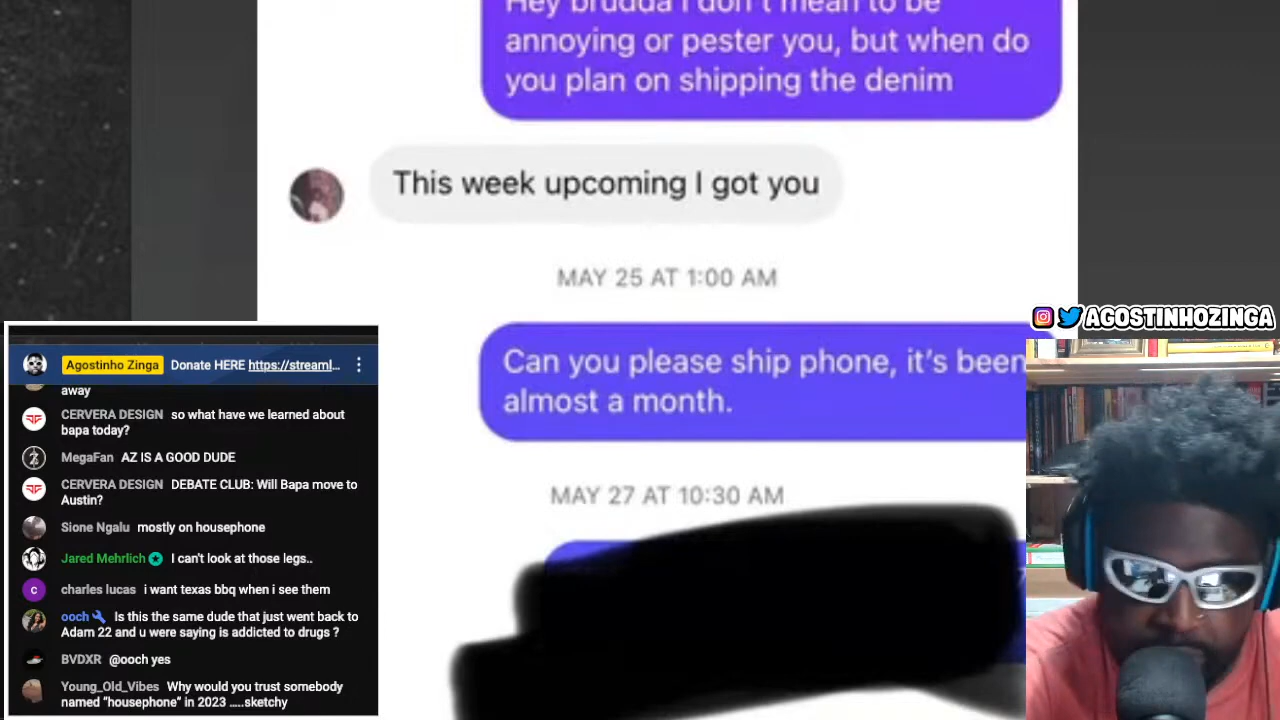 Hey brudda I don't mean to be
annoying or pester you, but when do
you plan on shipping the denim
This week upcoming I got you
MAY 25 AT 1:00 AM
Can you please ship phone, it's been
almost a month.
MAY 27 AT 10:30 AM
AGOSTINHOZINGA
Agostinho Zinga Donate HERE https://streaml...
away
CERVERA DESIGN so what have we learned about
bapa today?
MegaFan AZ IS A GOOD DUDE
CERVERA DESIGN DEBATE CLUB: Will Bapa move to
Austin?
Sione Ngalu mostly on housephone
Jared Mehrlich I can't look at those legs..
charles lucas i want texas bbq when i see them
ooch Is this the same dude that just went back to
Adam 22 and u were saying is addicted to drugs ?
BVDXR @ooch yes
Young_Old_Vibes Why would you trust somebody
named "housephone" in 2023 .....sketchy